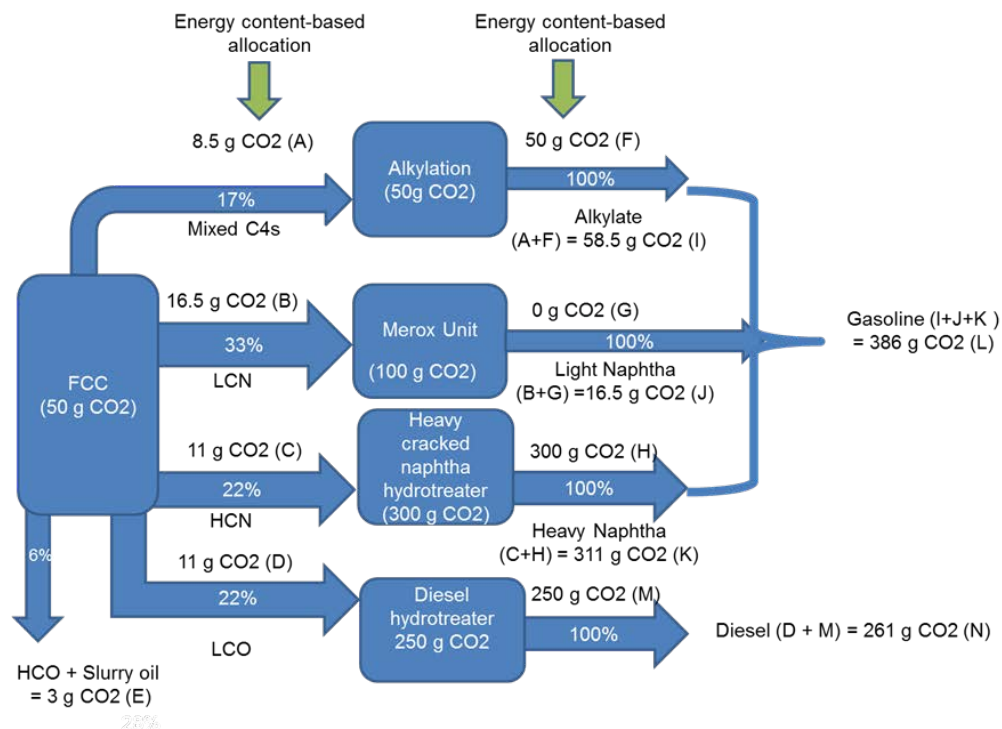 Energy content-based
allocation
Energy content-based
allocation
8.5 g CO2 (A)
17%
Mixed C4s
Alkylation
(50g CO2)
50 g CO2 (F)
100%
Alkylate
(A+F) = 58.5 g CO2 (I)
FCC
(50 g CO2)
16.5 g CO2 (B)
33%
LCN
Merox Unit
(100 g CO2)
0 g CO2 (G)
100%
Light Naphtha
(B+G) =16.5 g CO2 (J)
Gasoline (I+J+K )
= 386 g CO2 (L)
11 g CO2 (C)
22%
HCN
Heavy
cracked
naphtha
hydrotreater
(300 g CO2)
300 g CO2 (H)
100%
Heavy Naphtha
(C+H) = 311 g CO2 (K)
6%
11 g CO2 (D)
22%
LCO
Diesel
hydrotreater
250 g CO2
250 g CO2 (M)
100%
Diesel (D + M) = 261 g CO2 (N)
HCO + Slurry oil
= 3 g CO2 (E)